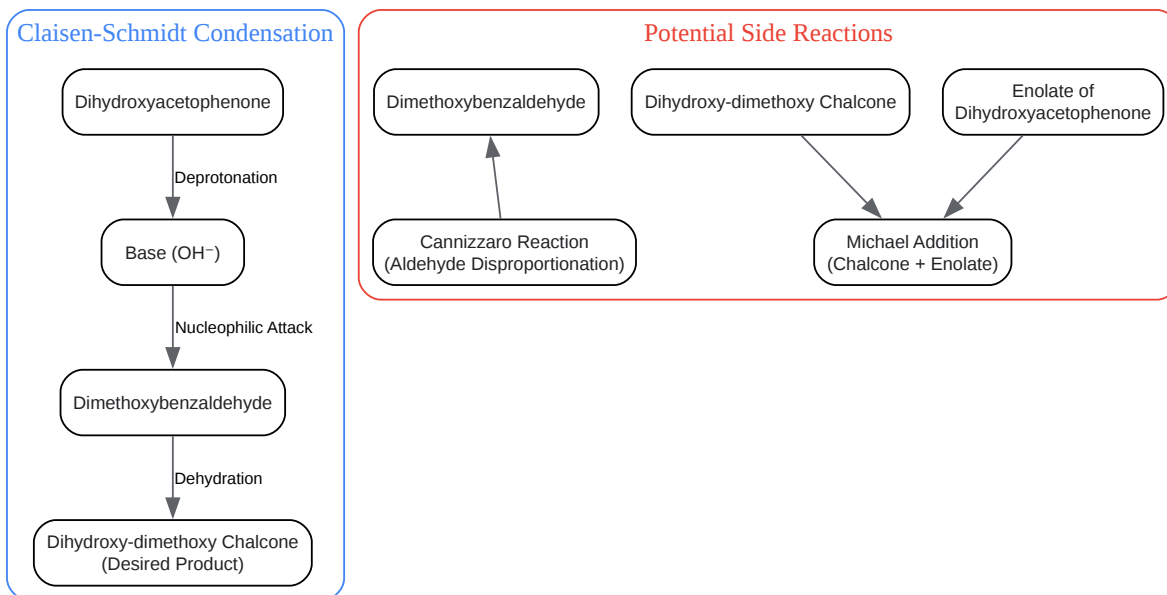 Claisen-Schmidt Condensation
Dihydroxyacetophenone
Deprotonation
Base (OH⁻)
Nucleophilic Attack
Dimethoxybenzaldehyde
Dehydration
Dihydroxy-dimethoxy Chalcone
(Desired Product)
Potential Side Reactions
Dimethoxybenzaldehyde
Dihydroxy-dimethoxy Chalcone
Enolate of
Dihydroxyacetophenone
Cannizzaro Reaction
(Aldehyde Disproportionation)
Michael Addition
(Chalcone + Enolate)